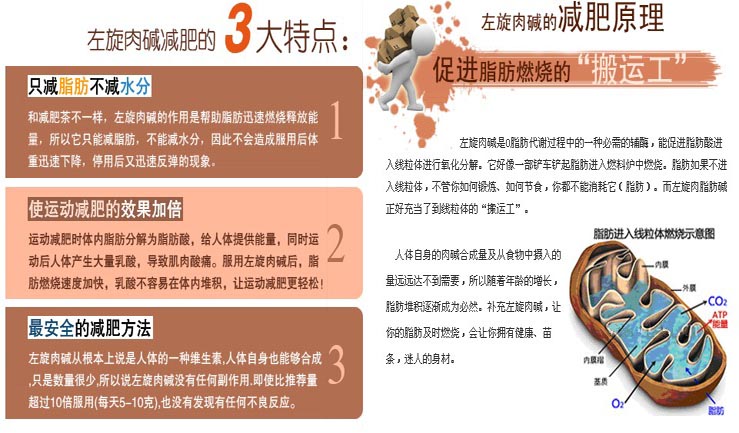 左旋肉碱减肥的3大特点：
只减脂肪不减水分
和减肥茶不一样，左旋肉碱的作用是帮助脂肪迅速燃烧释放能
量，所以它只能减脂肪，不能减水分，因此不会造成服用后体
重迅速下降，停用后又迅速反弹的现象。
1
使运动减肥的效果加倍
运动减肥时体内脂肪分解为脂肪酸，给人体提供能量，同时运
动后人体产生大量乳酸，导致肌肉酸痛。服用左旋肉碱后，脂
肪燃烧速度加快，乳酸不容易在体内堆积，让运动减肥更轻松！
2
最安全的减肥方法
左旋肉碱从根本上说是人体的一种维生素,人体自身也能够合成
,只是数量很少,所以说左旋肉碱没有任何副作用.即使比推荐量
超过10倍服用(每天5-10克),也没有发现有任何不良反应。
3
左旋肉碱的减肥原理
促进脂肪燃烧的“搬运工”
左旋肉碱是0脂肪代谢过程中的一种必需的辅酶，能促进脂肪酸进
入线粒体进行氧化分解。它好像一部铲车铲起脂肪进入燃料炉中燃烧。脂肪如果不进
入线粒体，不管你如何锻炼、如何节食，你都不能消耗它（脂肪）。而左旋肉脂肪碱
正好充当了到线粒体的“搬运工”。
人体自身的肉碱合成量及从食物中摄入的
量远远达不到需要，所以随着年龄的增长，
脂肪堆积逐渐成为必然。补充左旋肉碱，让
你的脂肪及时燃烧，会让你拥有健康、苗
条，迷人的身材。
脂肪进入线粒体燃烧示意图
内膜
外膜
CO2
ATP
能量
内膜褶
基质
O2
脂肪